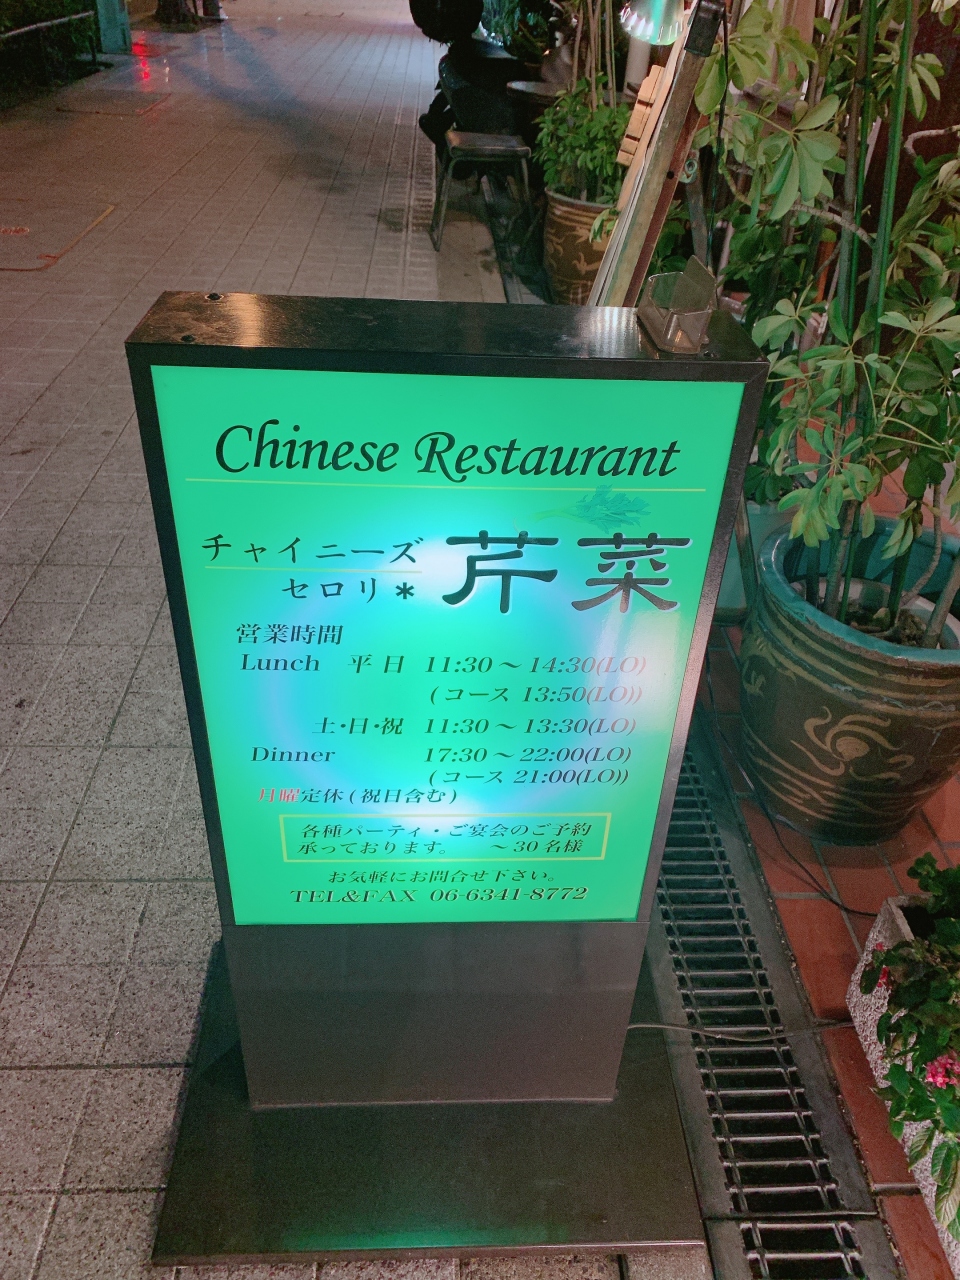 Chinese Restaurant
チャイニーズ
セロリ＊ 芹菜
営業時間
Lunch 平日 11:30～14:30(LO)
(コース 13:50(LO))
土・日・祝 11:30～13:30(LO)
Dinner 17:30～22:00(LO)
(コース 21:00(LO))
月曜定休(祝日含む)
各種パーティ・ご宴会のご予約
承っております。 ～30名様
お気軽にお問合せ下さい。
TEL&FAX 06-6341-8772